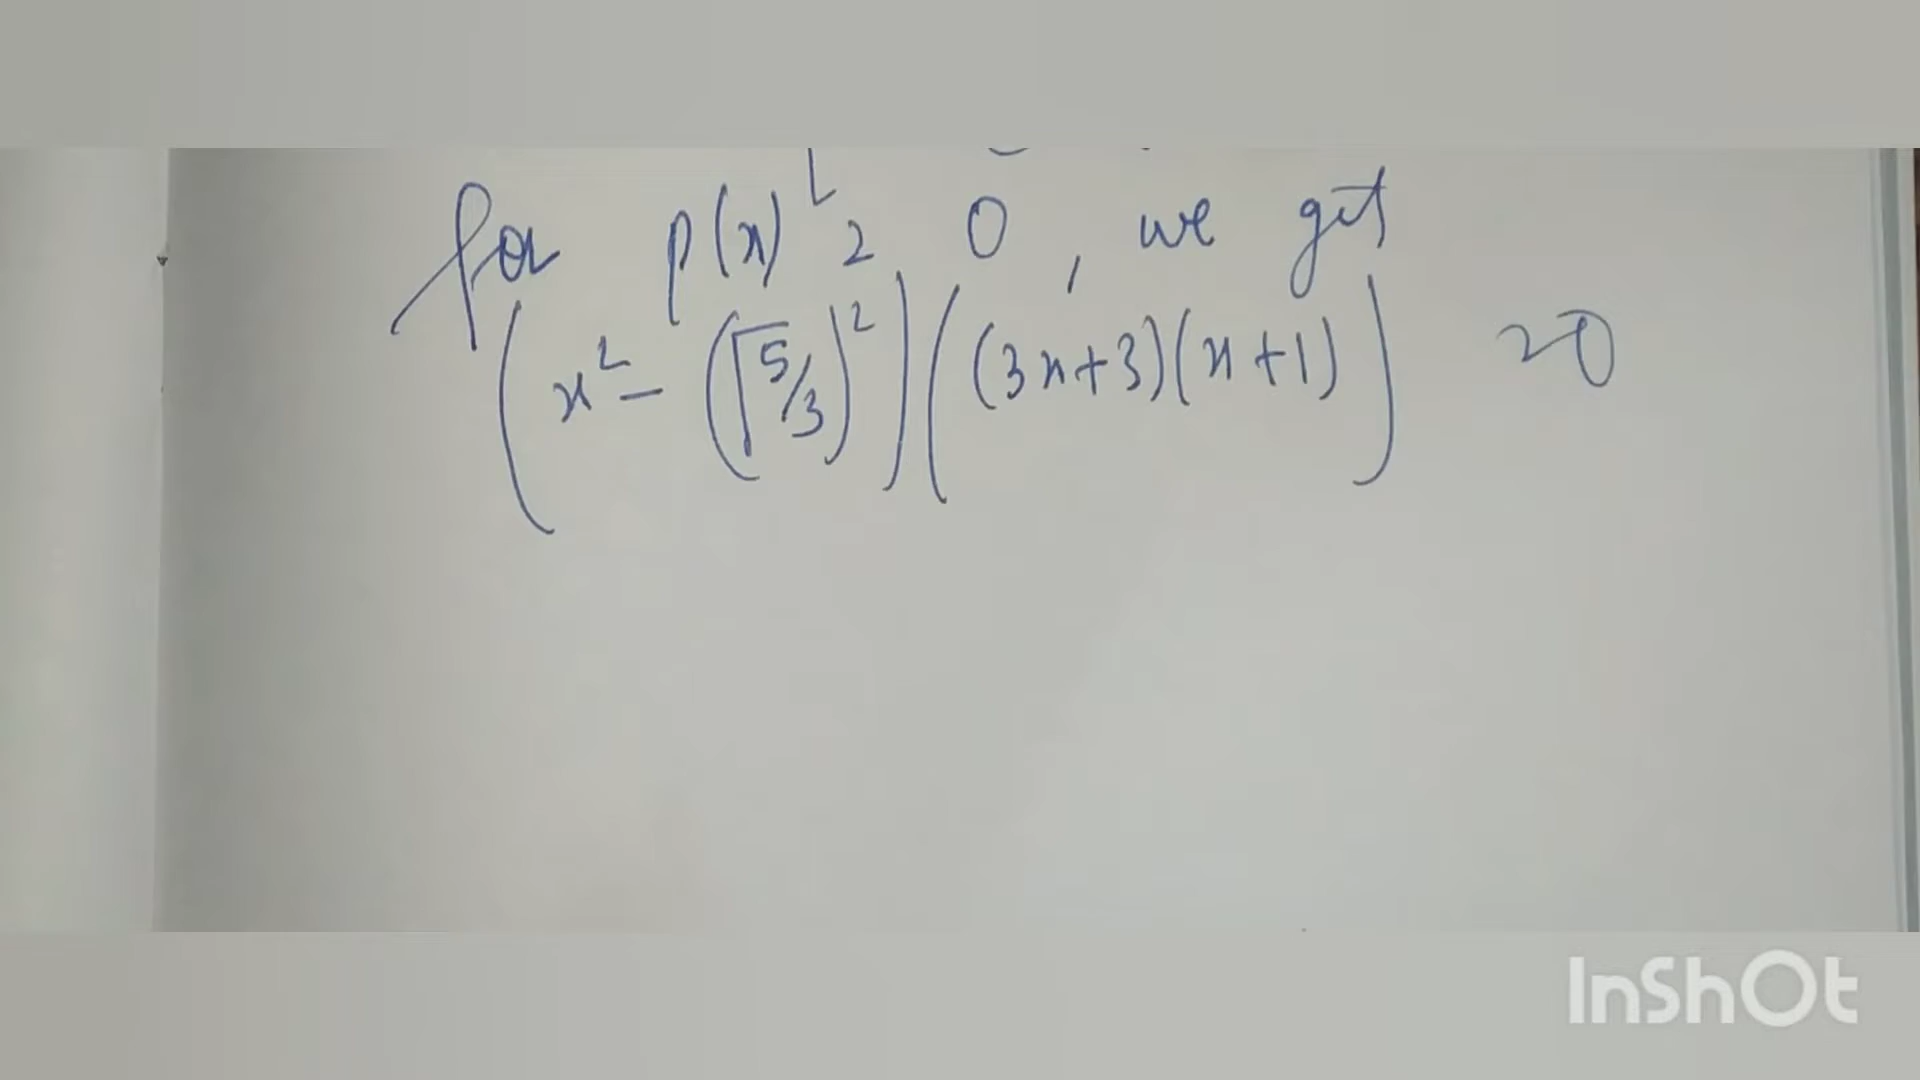 for p(x) = 0, we get
(x² - (√5/3)²) ((3x+3)(x+1)) = 0
InShOt